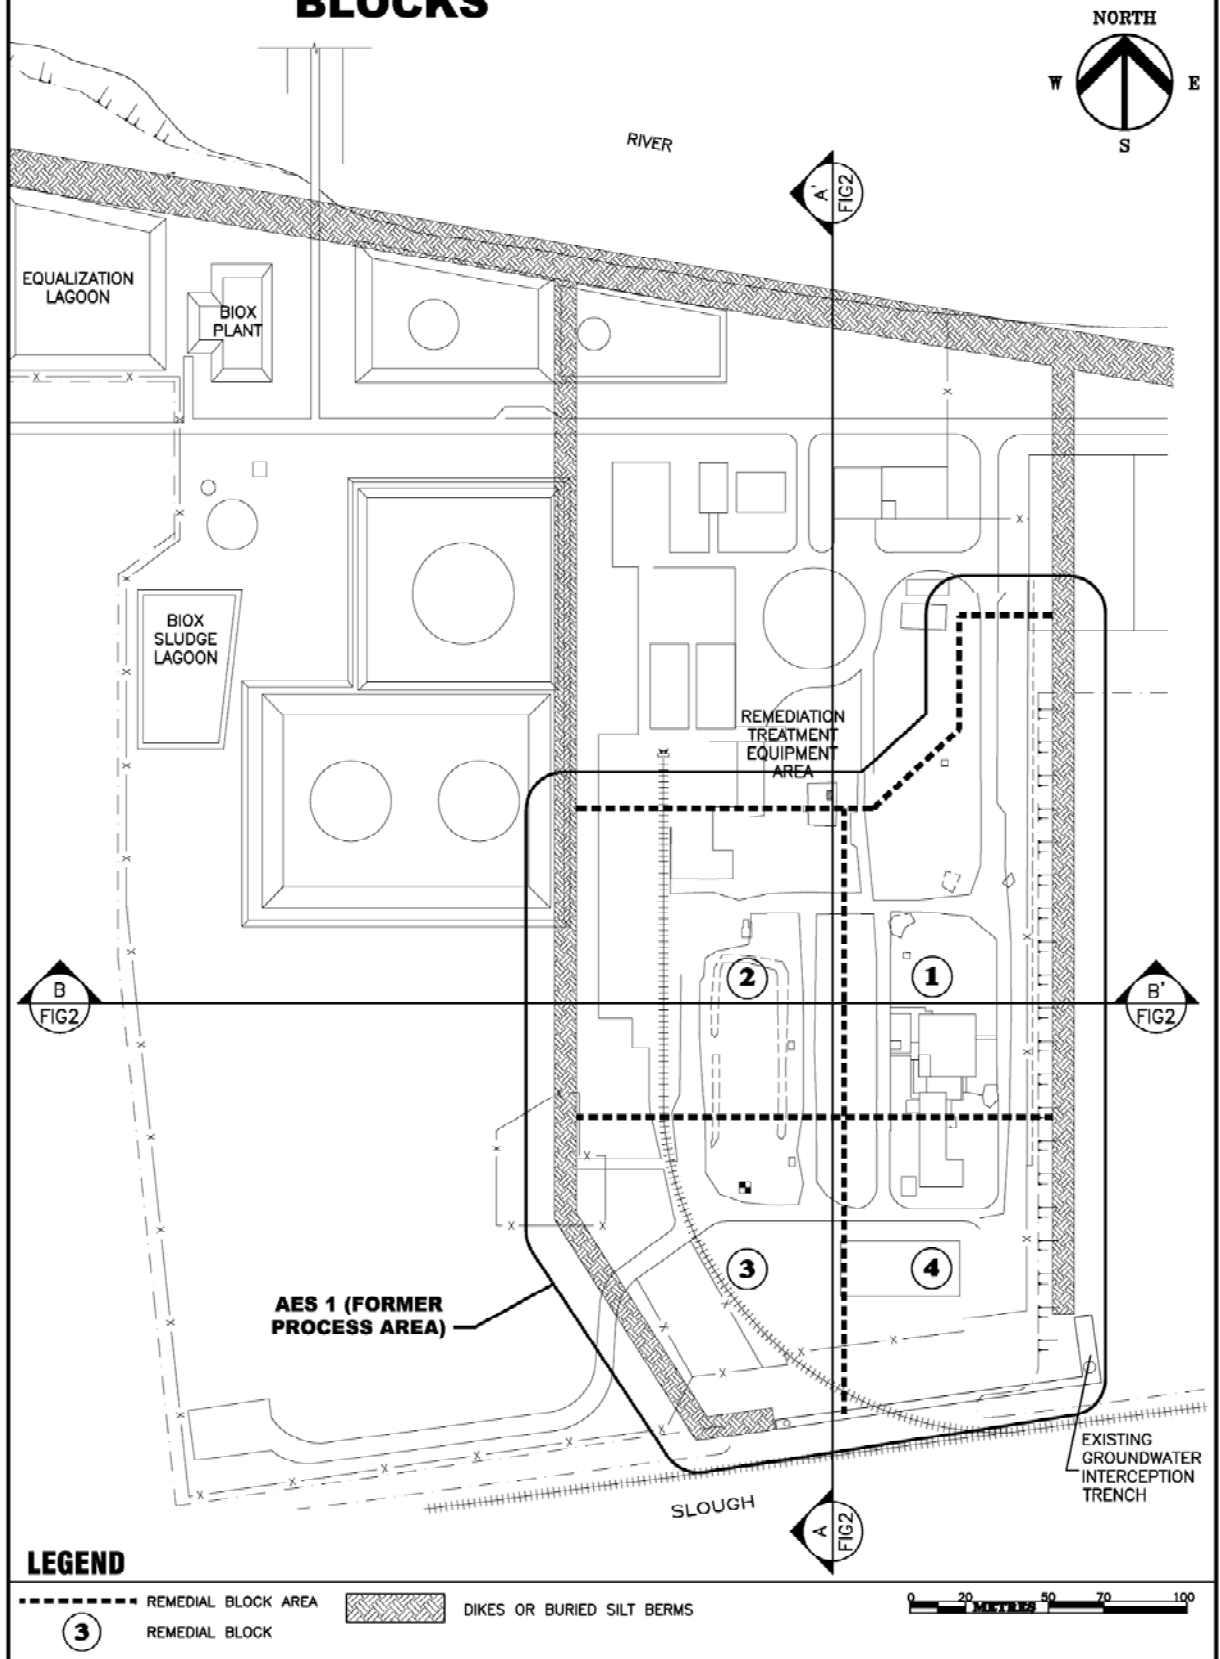 BLOCKS
NORTH
W
E
S
RIVER
A'
FIG2
EQUALIZATION
LAGOON
BIOX
PLANT
BIOX
SLUDGE
LAGOON
REMEDIATION
TREATMENT
EQUIPMENT
AREA
2
1
B
FIG2
B'
FIG2
3
4
AES 1 (FORMER
PROCESS AREA)
EXISTING
GROUNDWATER
INTERCEPTION
TRENCH
SLOUGH
A
FIG2
LEGEND
REMEDIAL BLOCK AREA
DIKES OR BURIED SILT BERMS
0 20 50 70 100
METRES
3
REMEDIAL BLOCK